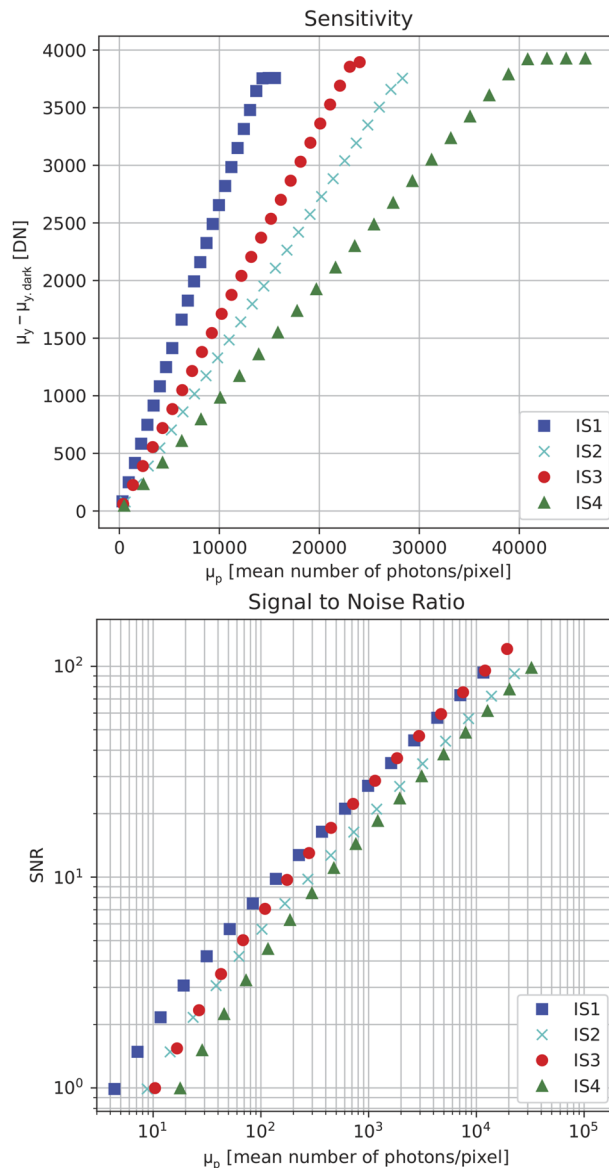 Sensitivity
4000
3500
3000
2500
2000
1500
1000
500
0
μy − μy.dark [DN]
IS1
IS2
IS3
IS4
0 10000 20000 30000 40000
μp [mean number of photons/pixel]
Signal to Noise Ratio
10²
10¹
10⁰
SNR
IS1
IS2
IS3
IS4
10¹ 10² 10³ 10⁴ 10⁵
μp [mean number of photons/pixel]